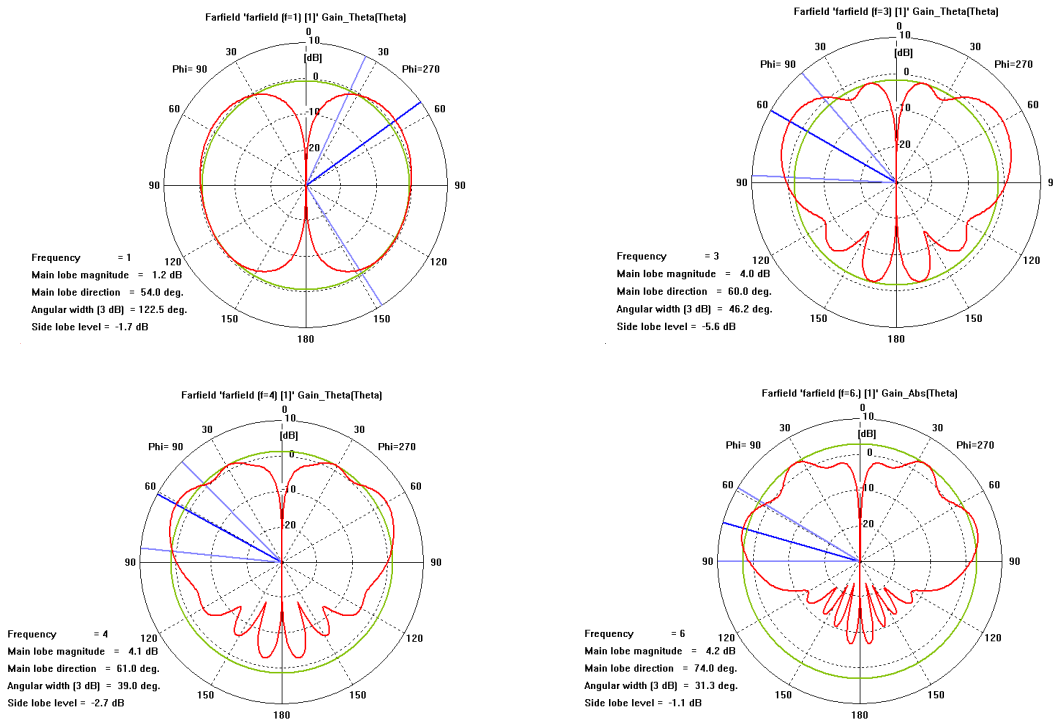 Farfield 'farfield (f=1) [1]' Gain_Theta(Theta)
0
10
30
30
[dB]
Phi= 90
Phi=270
0
60
60
-10
-20
90
90
120
120
150
150
180
Frequency = 1
Main lobe magnitude = 1.2 dB
Main lobe direction = 54.0 deg.
Angular width (3 dB) = 122.5 deg.
Side lobe level = -1.7 dB
Farfield 'farfield (f=3) [1]' Gain_Theta(Theta)
0
10
30
30
[dB]
Phi= 90
Phi=270
0
60
60
-10
-20
90
90
120
120
150
150
180
Frequency = 3
Main lobe magnitude = 4.0 dB
Main lobe direction = 60.0 deg.
Angular width (3 dB) = 46.2 deg.
Side lobe level = -5.6 dB
Farfield 'farfield (f=4) [1]' Gain_Theta(Theta)
0
10
30
30
[dB]
Phi= 90
Phi=270
0
60
60
-10
-20
90
90
120
120
150
150
180
Frequency = 4
Main lobe magnitude = 4.1 dB
Main lobe direction = 61.0 deg.
Angular width (3 dB) = 39.0 deg.
Side lobe level = -2.7 dB
Farfield 'farfield (f=6.) [1]' Gain_Abs(Theta)
0
10
30
30
[dB]
Phi= 90
Phi=270
0
60
60
-10
-20
90
90
120
120
150
150
180
Frequency = 6
Main lobe magnitude = 4.2 dB
Main lobe direction = 74.0 deg.
Angular width (3 dB) = 31.3 deg.
Side lobe level = -1.1 dB